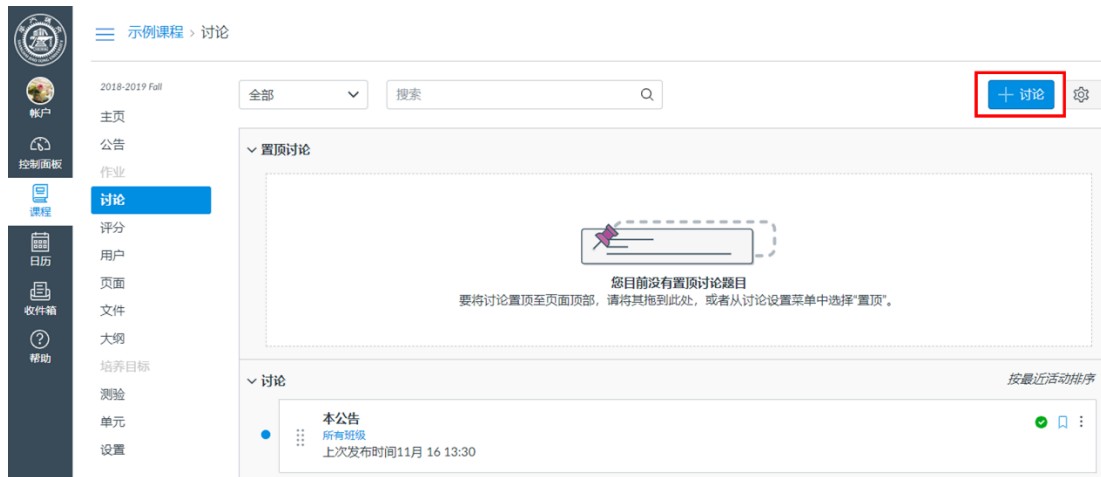 示例课程 › 讨论
帐户
控制面板
课程
日历
收件箱
帮助
2018-2019 Fall
主页
公告
作业
讨论
评分
用户
页面
文件
大纲
培养目标
测验
单元
设置
全部
搜索
讨论
置顶讨论
您目前没有置顶讨论题目
要将讨论置顶至页面顶部，请将其拖到此处，或者从讨论设置菜单中选择“置顶”。
讨论
按最近活动排序
本公告
所有班级
上次发布时间11月 16 13:30